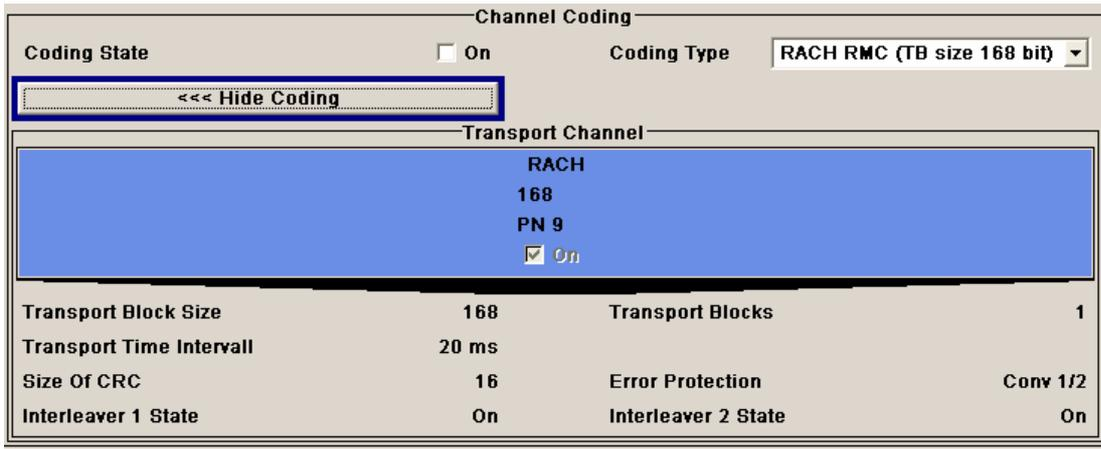 Channel Coding
Coding State On Coding Type RACH RMC (TB size 168 bit)
<<< Hide Coding
Transport Channel
RACH
168
PN 9
On
Transport Block Size 168 Transport Blocks 1
Transport Time Intervall 20 ms
Size Of CRC 16 Error Protection Conv 1/2
Interleaver 1 State On Interleaver 2 State On